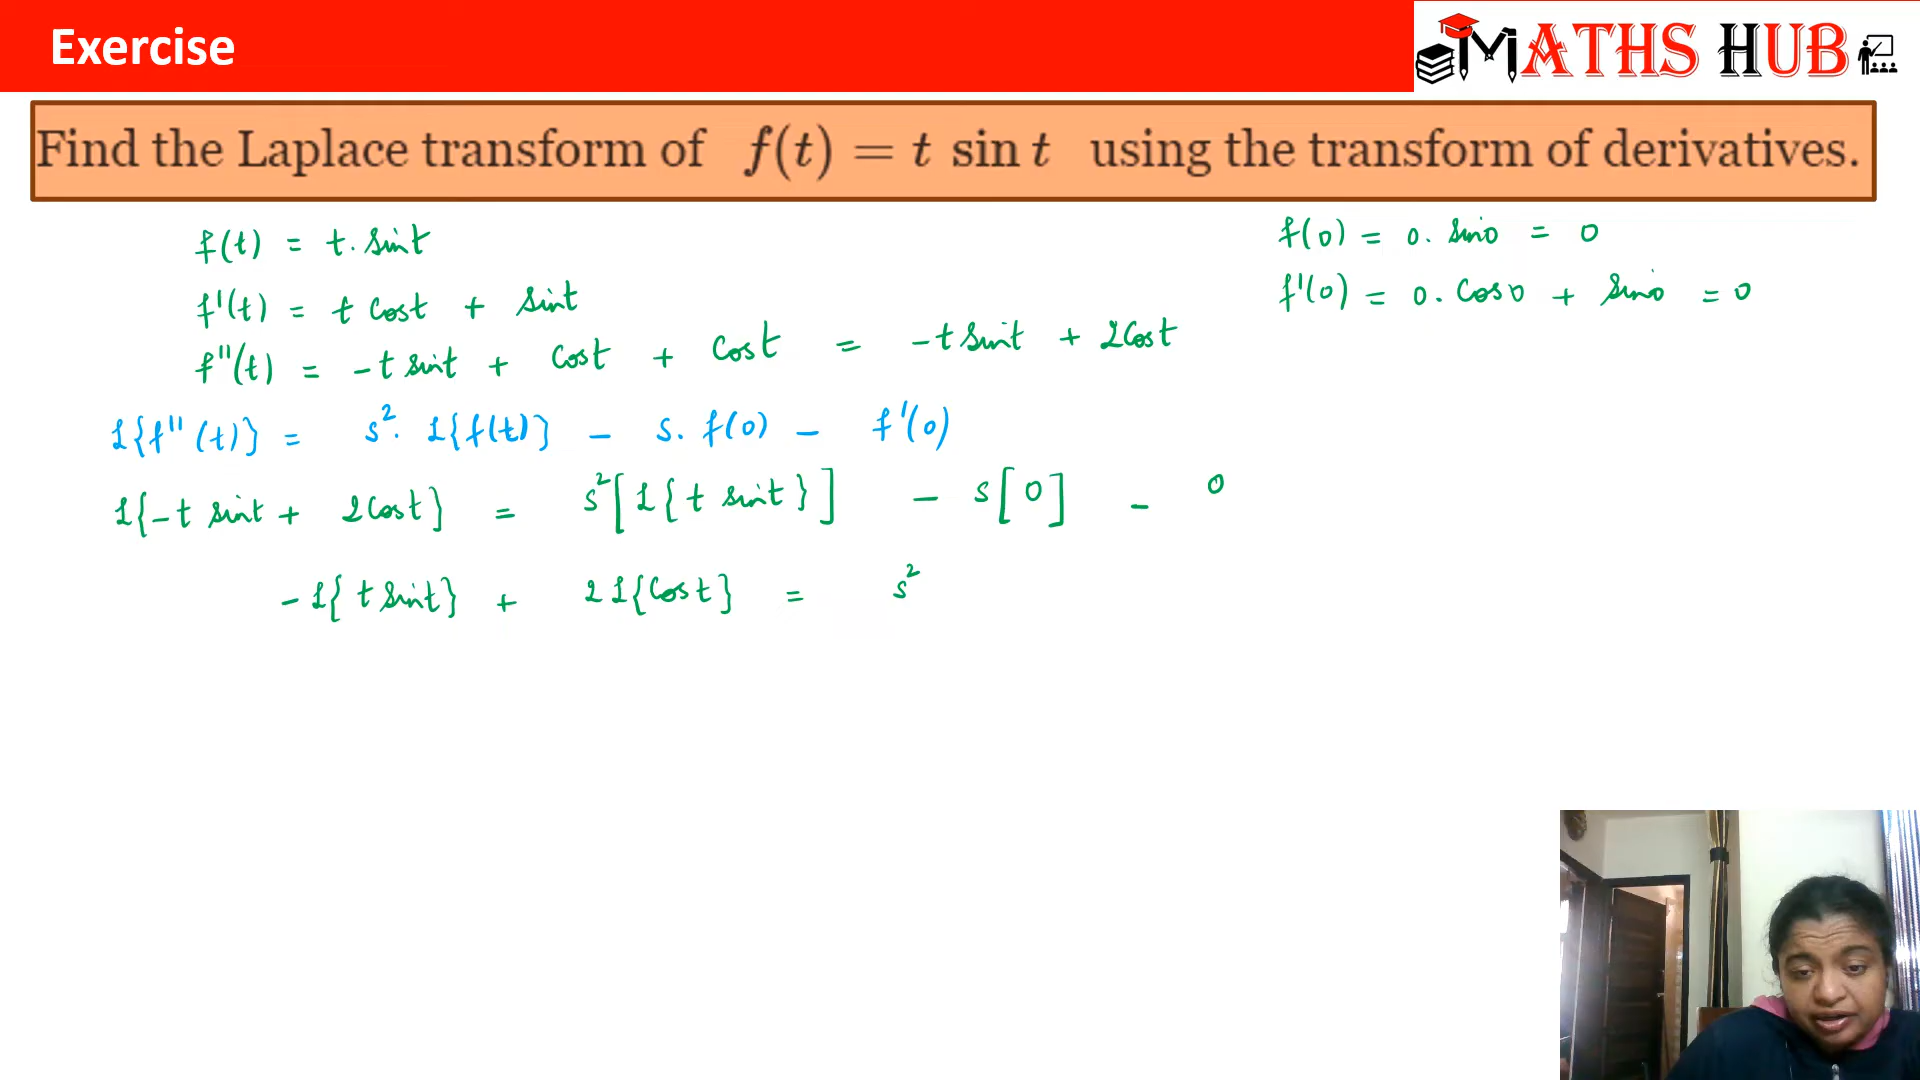 Exercise
MATHS HUB
Find the Laplace transform of f(t) = t sin t using the transform of derivatives.
f(t) = t. sint
f'(t) = t cost + sint
f''(t) = -t sint + cost + cost = -t sint + 2cost
f(0) = 0. sin0 = 0
f'(0) = 0. cos0 + sin0 = 0
L{f''(t)} = s². L{f(t)} - s. f(0) - f'(0)
L{-t sint + 2cost} = s²[L{t sint}] - s[0] - 0
-L{t sint} + 2L{cost} = s²